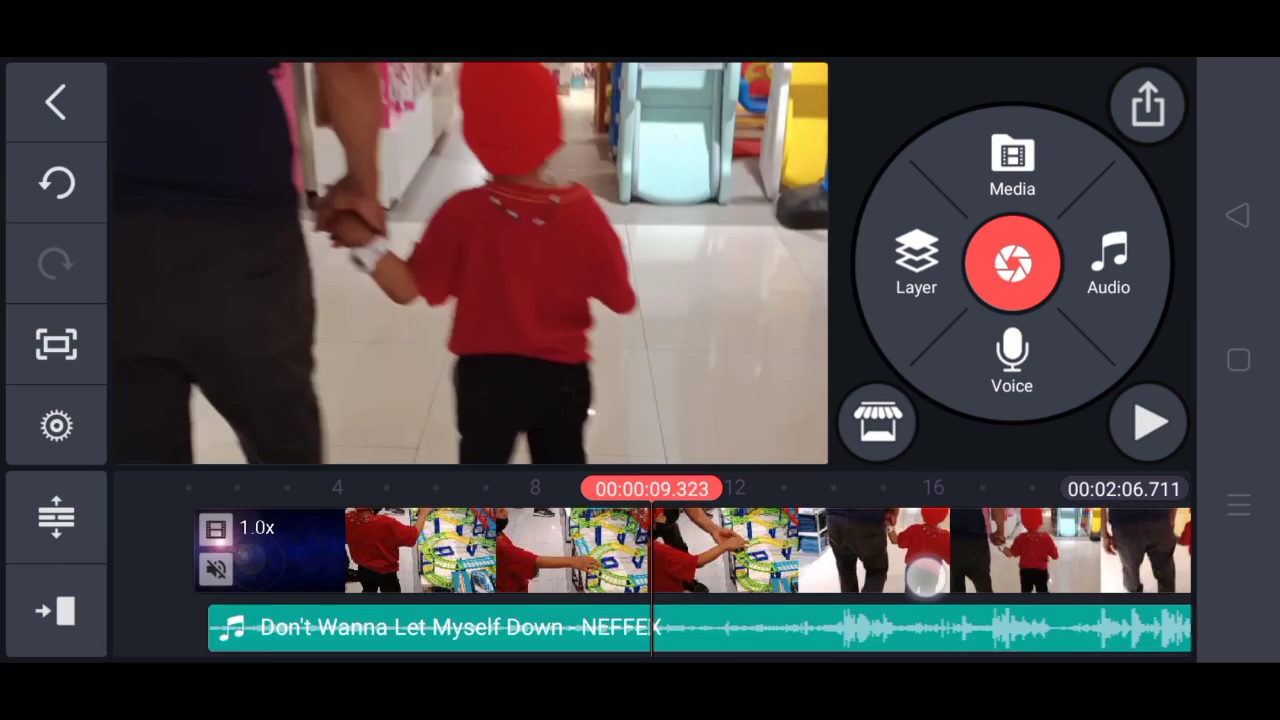 Media
Layer
Audio
Voice
4
8
00:00:09.323
12
16
00:02:06.711
1.0x
Don't Wanna Let Myself Down - NEFFEX